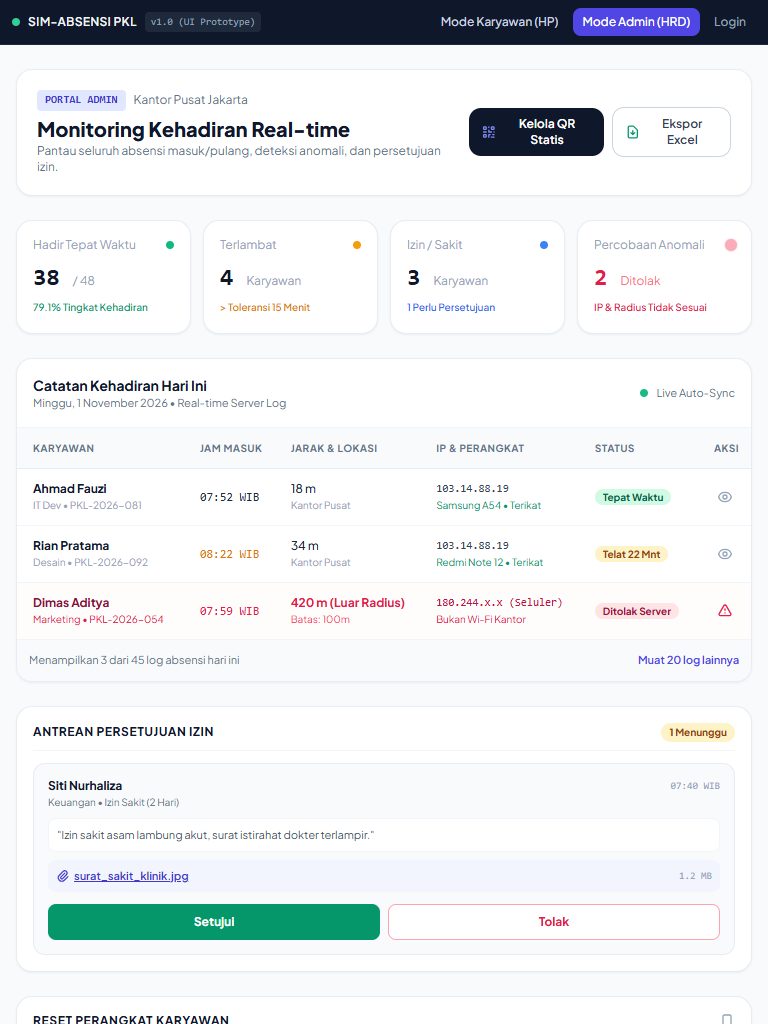 SIM-ABSENSI PKL v1.0 (UI Prototype) Mode Karyawan (HP) Mode Admin (HRD) Login
PORTAL ADMIN Kantor Pusat Jakarta
Monitoring Kehadiran Real-time
Pantau seluruh absensi masuk/pulang, deteksi anomali, dan persetujuan
izin.
Kelola QR
Statis
Ekspor
Excel
Hadir Tepat Waktu
38 / 48
79.1% Tingkat Kehadiran
Terlambat
4 Karyawan
> Toleransi 15 Menit
Izin / Sakit
3 Karyawan
1 Perlu Persetujuan
Percobaan Anomali
2 Ditolak
IP & Radius Tidak Sesuai
Catatan Kehadiran Hari Ini
Minggu, 1 November 2026 • Real-time Server Log
Live Auto-Sync
KARYAWAN JAM MASUK JARAK & LOKASI IP & PERANGKAT STATUS AKSI
Ahmad Fauzi
IT Dev • PKL-2026-081
07:52 WIB
18 m
Kantor Pusat
103.14.88.19
Samsung A54 • Terikat
Tepat Waktu
Rian Pratama
Desain • PKL-2026-092
08:22 WIB
34 m
Kantor Pusat
103.14.88.19
Redmi Note 12 • Terikat
Telat 22 Mnt
Dimas Aditya
Marketing • PKL-2026-054
07:59 WIB
420 m (Luar Radius)
Batas: 100m
180.244.x.x (Seluler)
Bukan Wi-Fi Kantor
Ditolak Server
Menampilkan 3 dari 45 log absensi hari ini
Muat 20 log lainnya
ANTREAN PERSETUJUAN IZIN
1 Menunggu
Siti Nurhaliza
07:40 WIB
Keuangan • Izin Sakit (2 Hari)
"Izin sakit asam lambung akut, surat istirahat dokter terlampir."
surat_sakit_klinik.jpg
1.2 MB
Setujui
Tolak
RESET PERANGKAT KARYAWAN